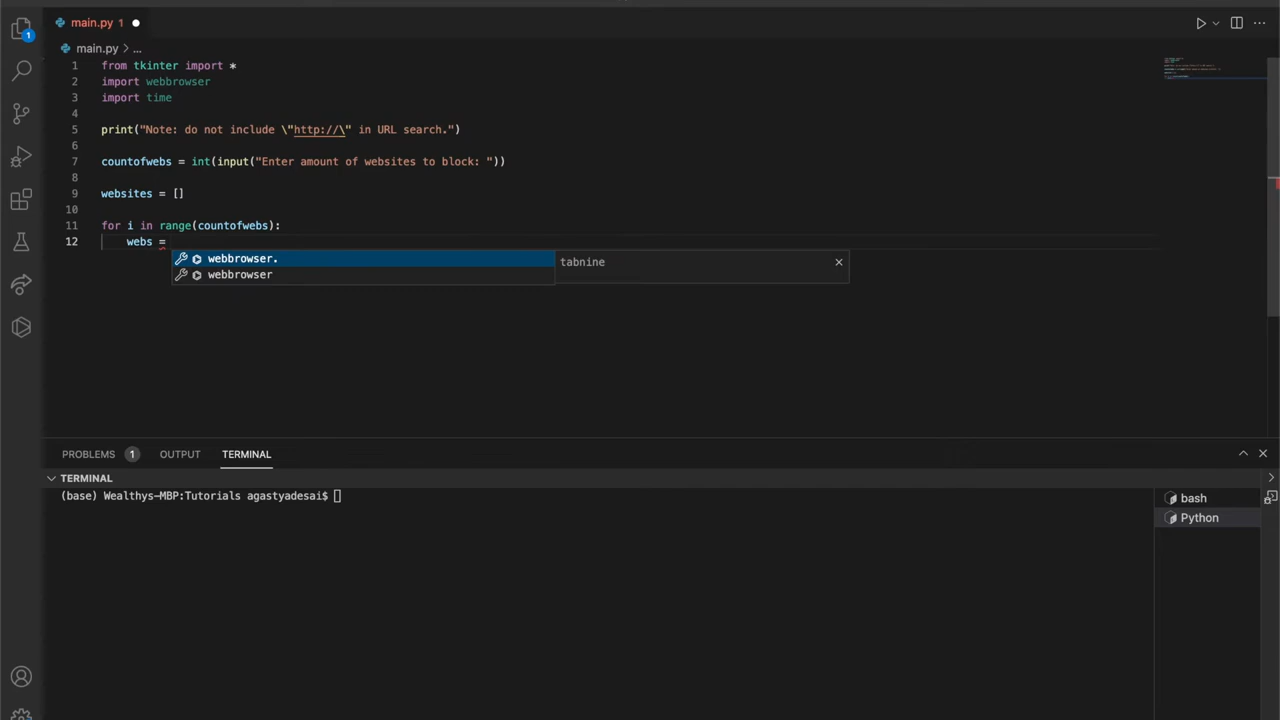 main.py 1
main.py > ...
1 from tkinter import *
2 import webbrowser
3 import time
4
5 print("Note: do not include \"http://\" in URL search.")
6
7 countofwebs = int(input("Enter amount of websites to block: "))
8
9 websites = []
10
11 for i in range(countofwebs):
12 webs =
webbrowser. tabnine
webbrowser
PROBLEMS 1 OUTPUT TERMINAL
TERMINAL
(base) Wealthys-MBP:Tutorials agastyadesai$
bash
Python
1